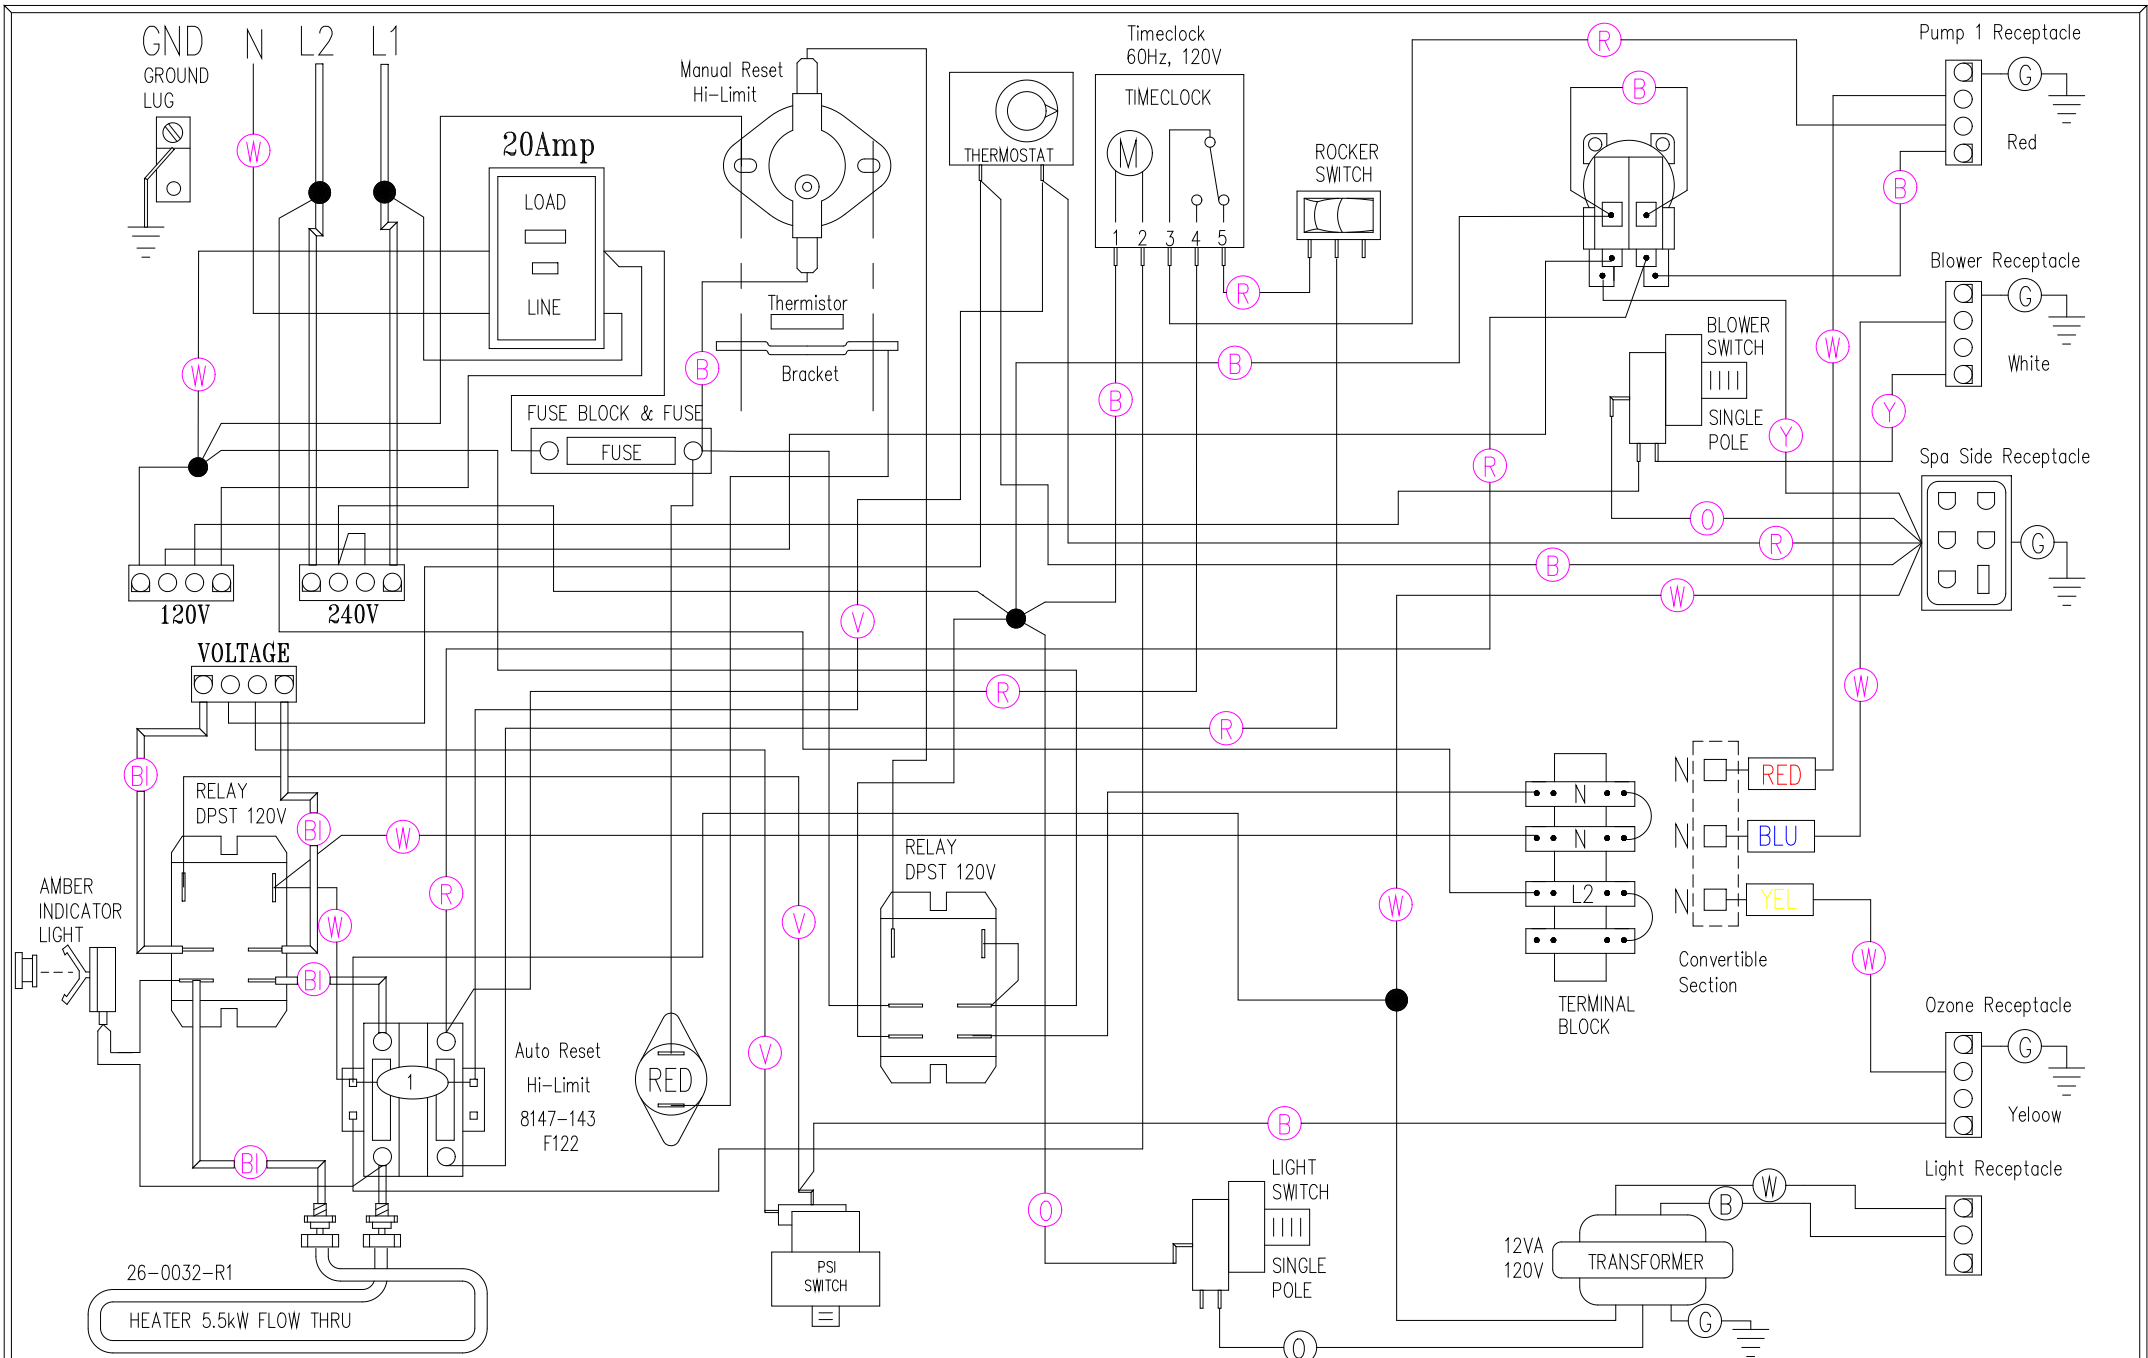 GND N L2 L1
GROUND
LUG
W
20Amp
LOAD
LINE
Manual Reset
Hi-Limit
Thermistor
Bracket
THERMOSTAT
Timeclock
60Hz, 120V
TIMECLOCK
M
1 2 3 4 5
ROCKER
SWITCH
R
R
B
Pump 1 Receptacle
G
Red
B
Blower Receptacle
G
White
W
Y
BLOWER
SWITCH
SINGLE
POLE
B
B
B
W
R
Y
FUSE BLOCK & FUSE
FUSE
Spa Side Receptacle
G
O
R
B
W
120V
240V
V
VOLTAGE
R
R
W
BI
RELAY
DPST 120V
BI
W
AMBER
INDICATOR
LIGHT
W
R
BI
V
RELAY
DPST 120V
W
N
N
L2
TERMINAL
BLOCK
N RED
N BLU
N YEL
Convertible
Section
W
Ozone Receptacle
G
Yeloow
1
Auto Reset
Hi-Limit
8147-143
F122
RED
V
B
BI
O
LIGHT
SWITCH
SINGLE
POLE
PSI
SWITCH
Light Receptacle
W
B
12VA
120V
TRANSFORMER
G
O
26-0032-R1
HEATER 5.5kW FLOW THRU